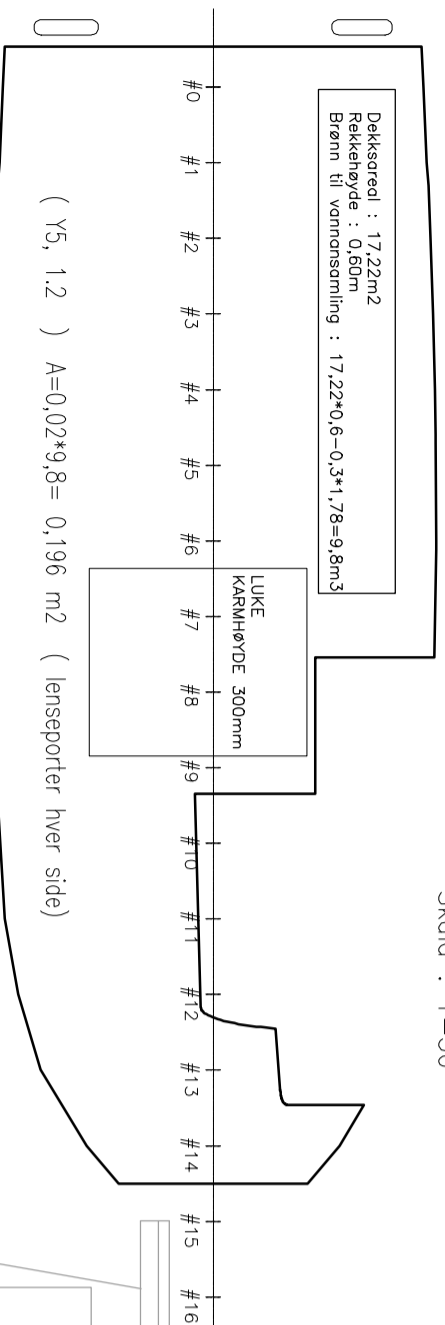 Dekksareal : 17,22m2
Rekkehøyde : 0,60m
Brønn til vannansamling : 17,22*0,6-0,3*1,78=9,8m3
#0
#1
#2
#3
#4
#5
#6
#7
#8
#9
#10
#11
#12
#13
#14
#15
#16
LUKE
KARMHØYDE 300mm
( Y5, 1.2 ) A=0,02*9,8= 0,196 m2 ( lenseporter hver side)